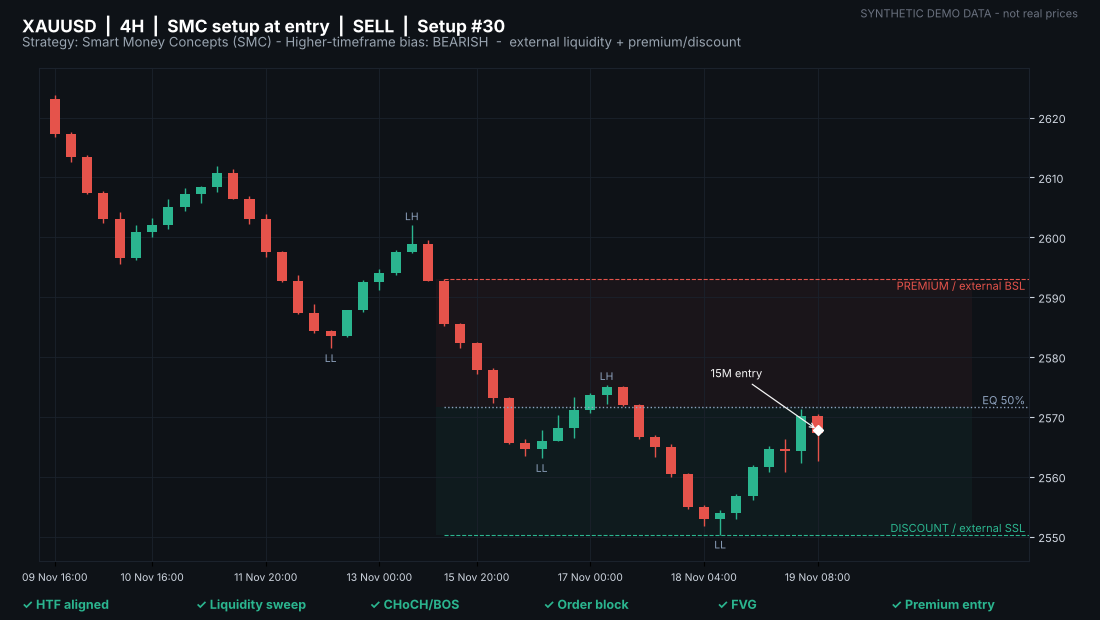 XAUUSD | 4H | SMC setup at entry | SELL | Setup #30
SYNTHETIC DEMO DATA - not real prices
Strategy: Smart Money Concepts (SMC) - Higher-timeframe bias: BEARISH - external liquidity + premium/discount
2620
2610
LH
2600
PREMIUM / external BSL
2590
LL
2580
15M entry
LH
EQ 50%
2570
LL
2560
DISCOUNT / external SSL
2550
LL
09 Nov 16:00 10 Nov 16:00 11 Nov 20:00 13 Nov 00:00 15 Nov 20:00 17 Nov 00:00 18 Nov 04:00 19 Nov 08:00
✓ HTF aligned ✓ Liquidity sweep ✓ CHoCH/BOS ✓ Order block ✓ FVG ✓ Premium entry